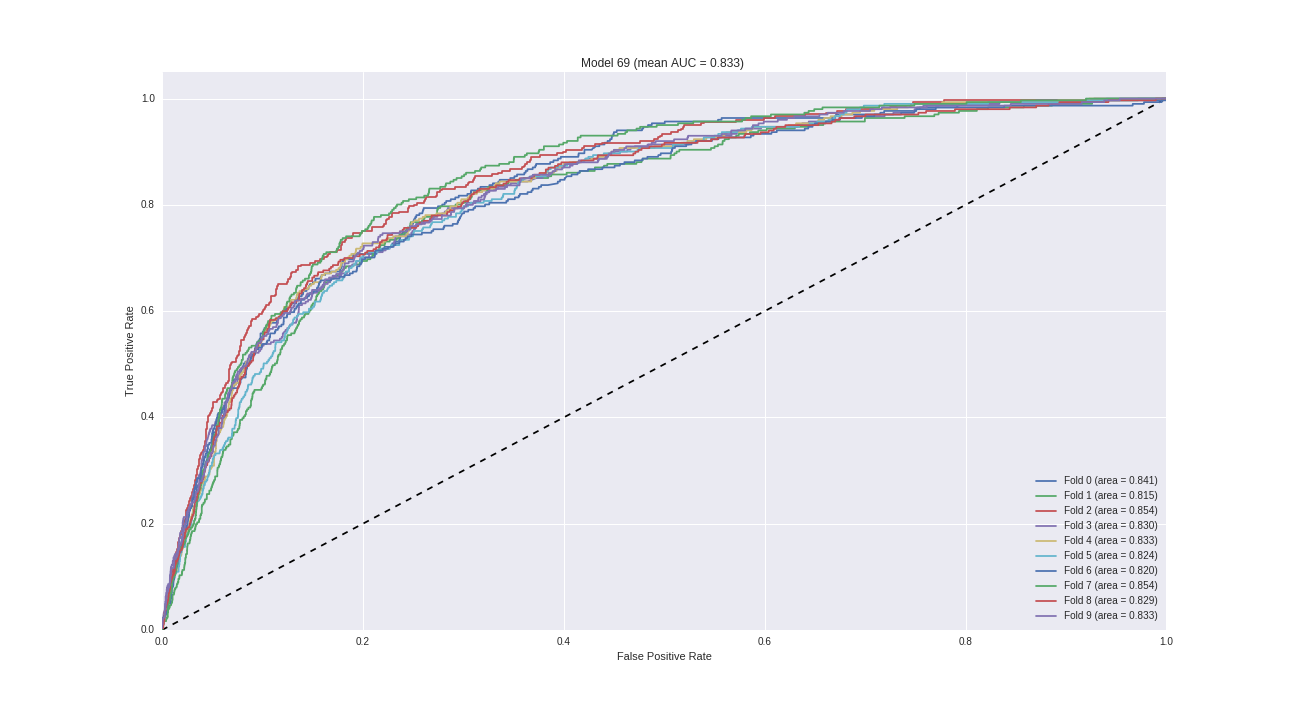 Model 69 (mean AUC = 0.833)
True Positive Rate
1.0
0.8
0.6
0.4
0.2
0.0
Fold 0 (area = 0.841)
Fold 1 (area = 0.815)
Fold 2 (area = 0.854)
Fold 3 (area = 0.830)
Fold 4 (area = 0.833)
Fold 5 (area = 0.824)
Fold 6 (area = 0.820)
Fold 7 (area = 0.854)
Fold 8 (area = 0.829)
Fold 9 (area = 0.833)
0.0 0.2 0.4 0.6 0.8 1.0
False Positive Rate